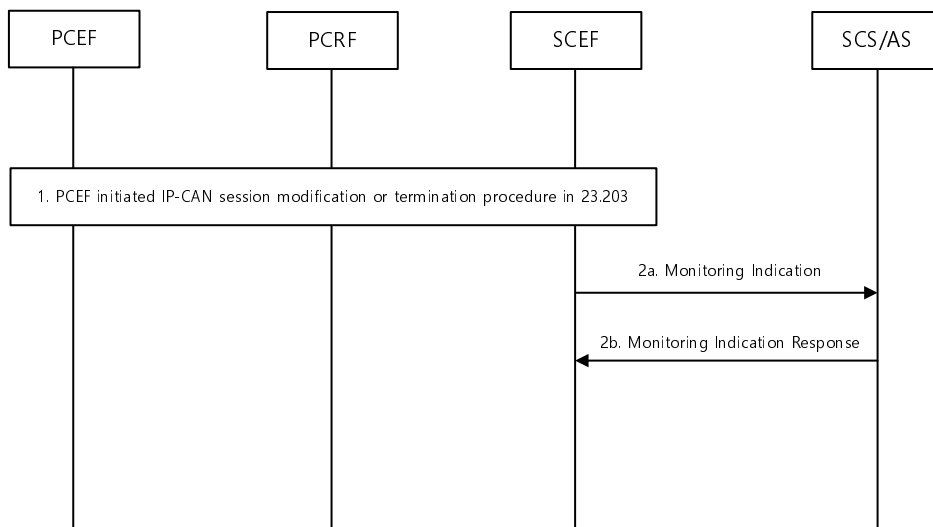 PCEF
PCRF
SCEF
SCS/AS
1. PCEF initiated IP-CAN session modification or termination procedure in 23.203
2a. Monitoring Indication
2b. Monitoring Indication Response